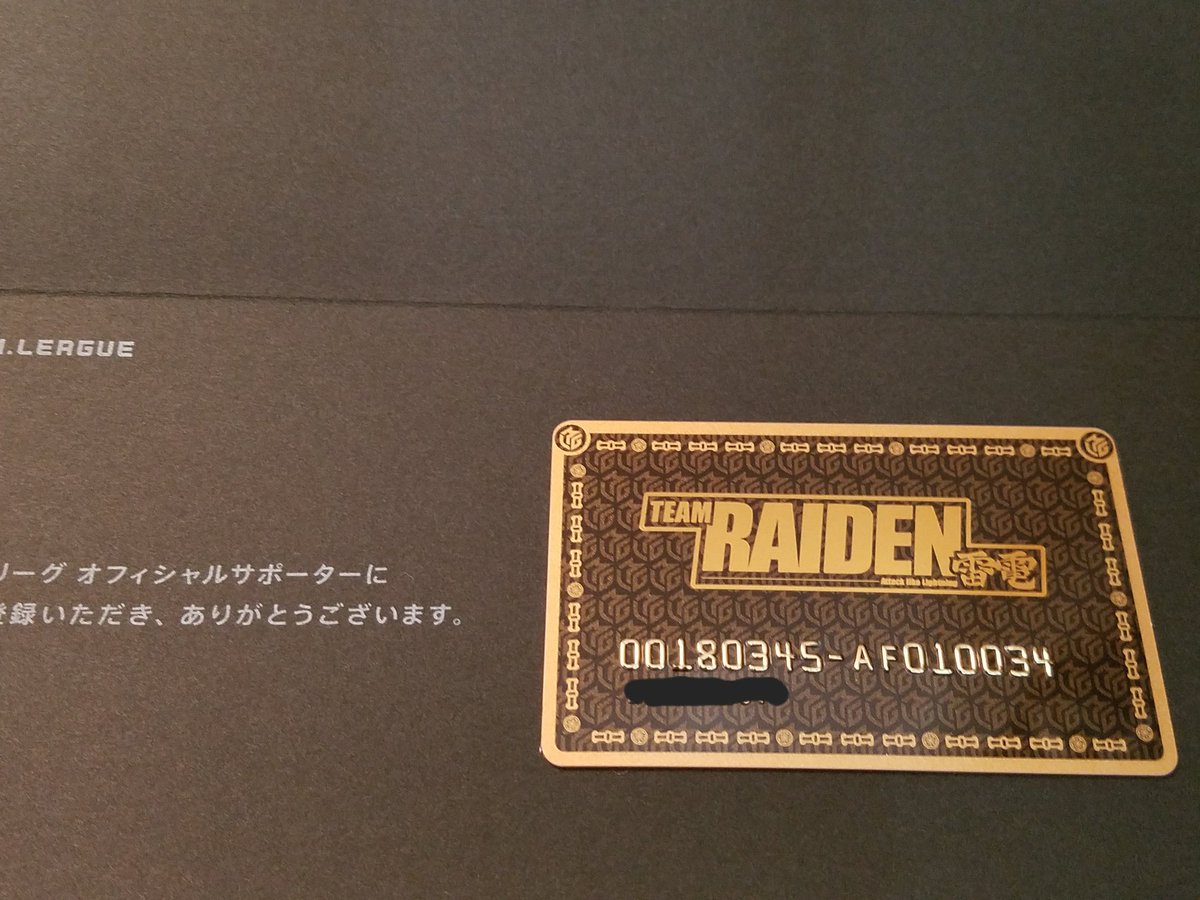 .LEAGUE
リーグ オフィシャルサポーターに
登録いただき、ありがとうございます。
TEAM RAIDEN 雷電
Attack like Lightning
00180345-AF010034